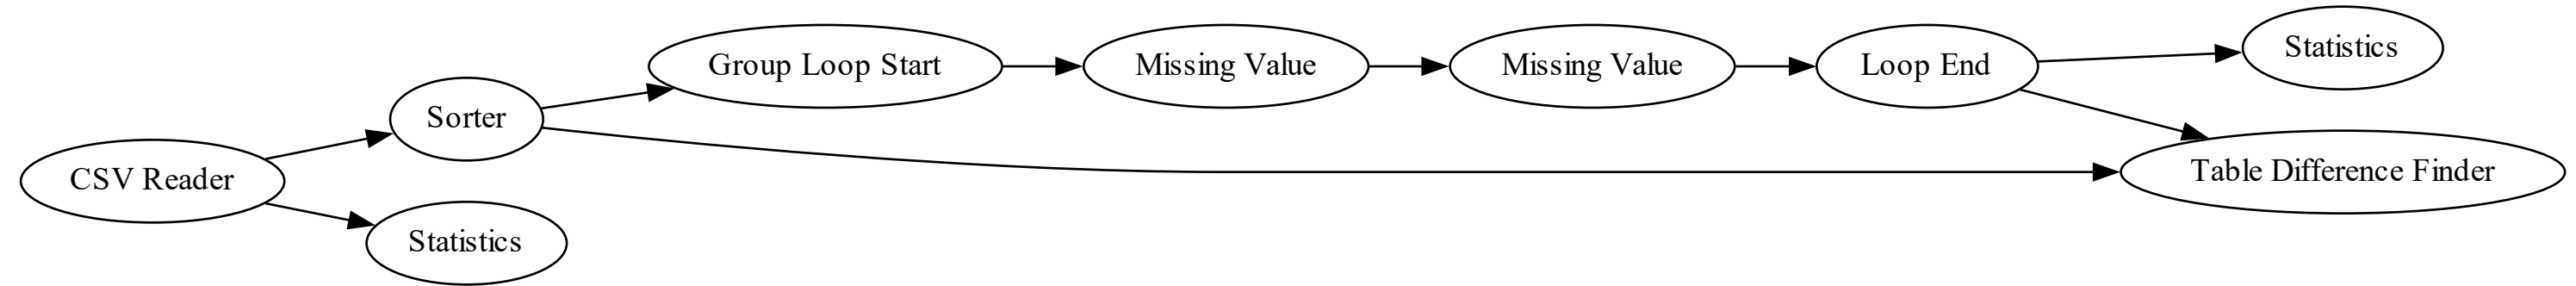 CSV Reader
Sorter
Statistics
Group Loop Start
Missing Value
Missing Value
Loop End
Statistics
Table Difference Finder